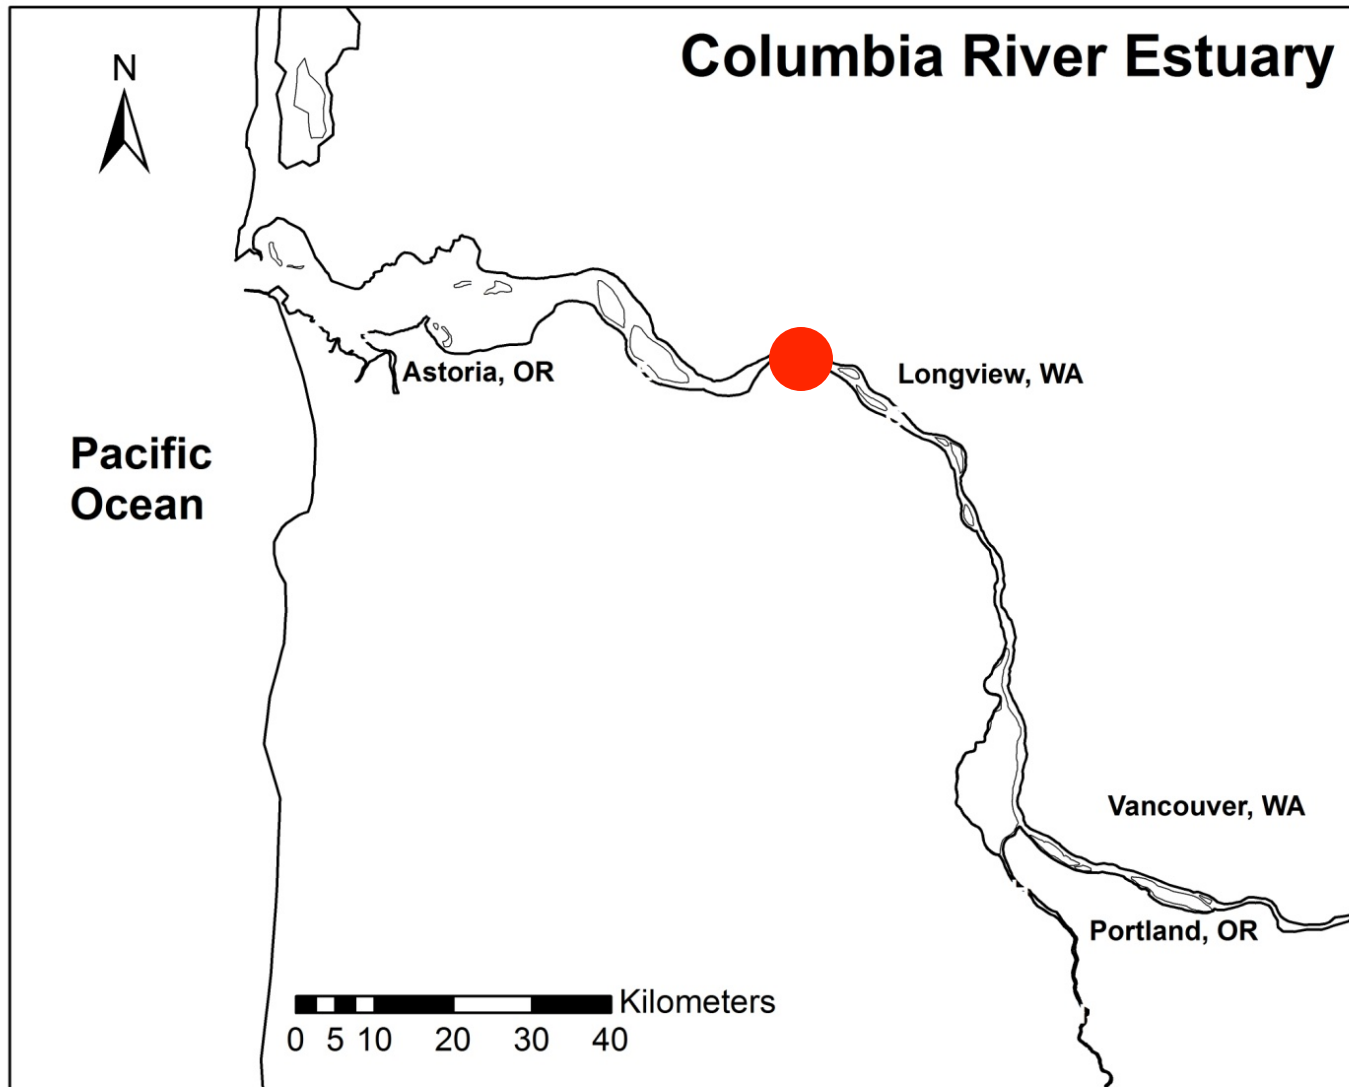 Columbia River Estuary
N
Astoria, OR
Longview, WA
Pacific
Ocean
Vancouver, WA
Portland, OR
Kilometers
0 5 10 20 30 40